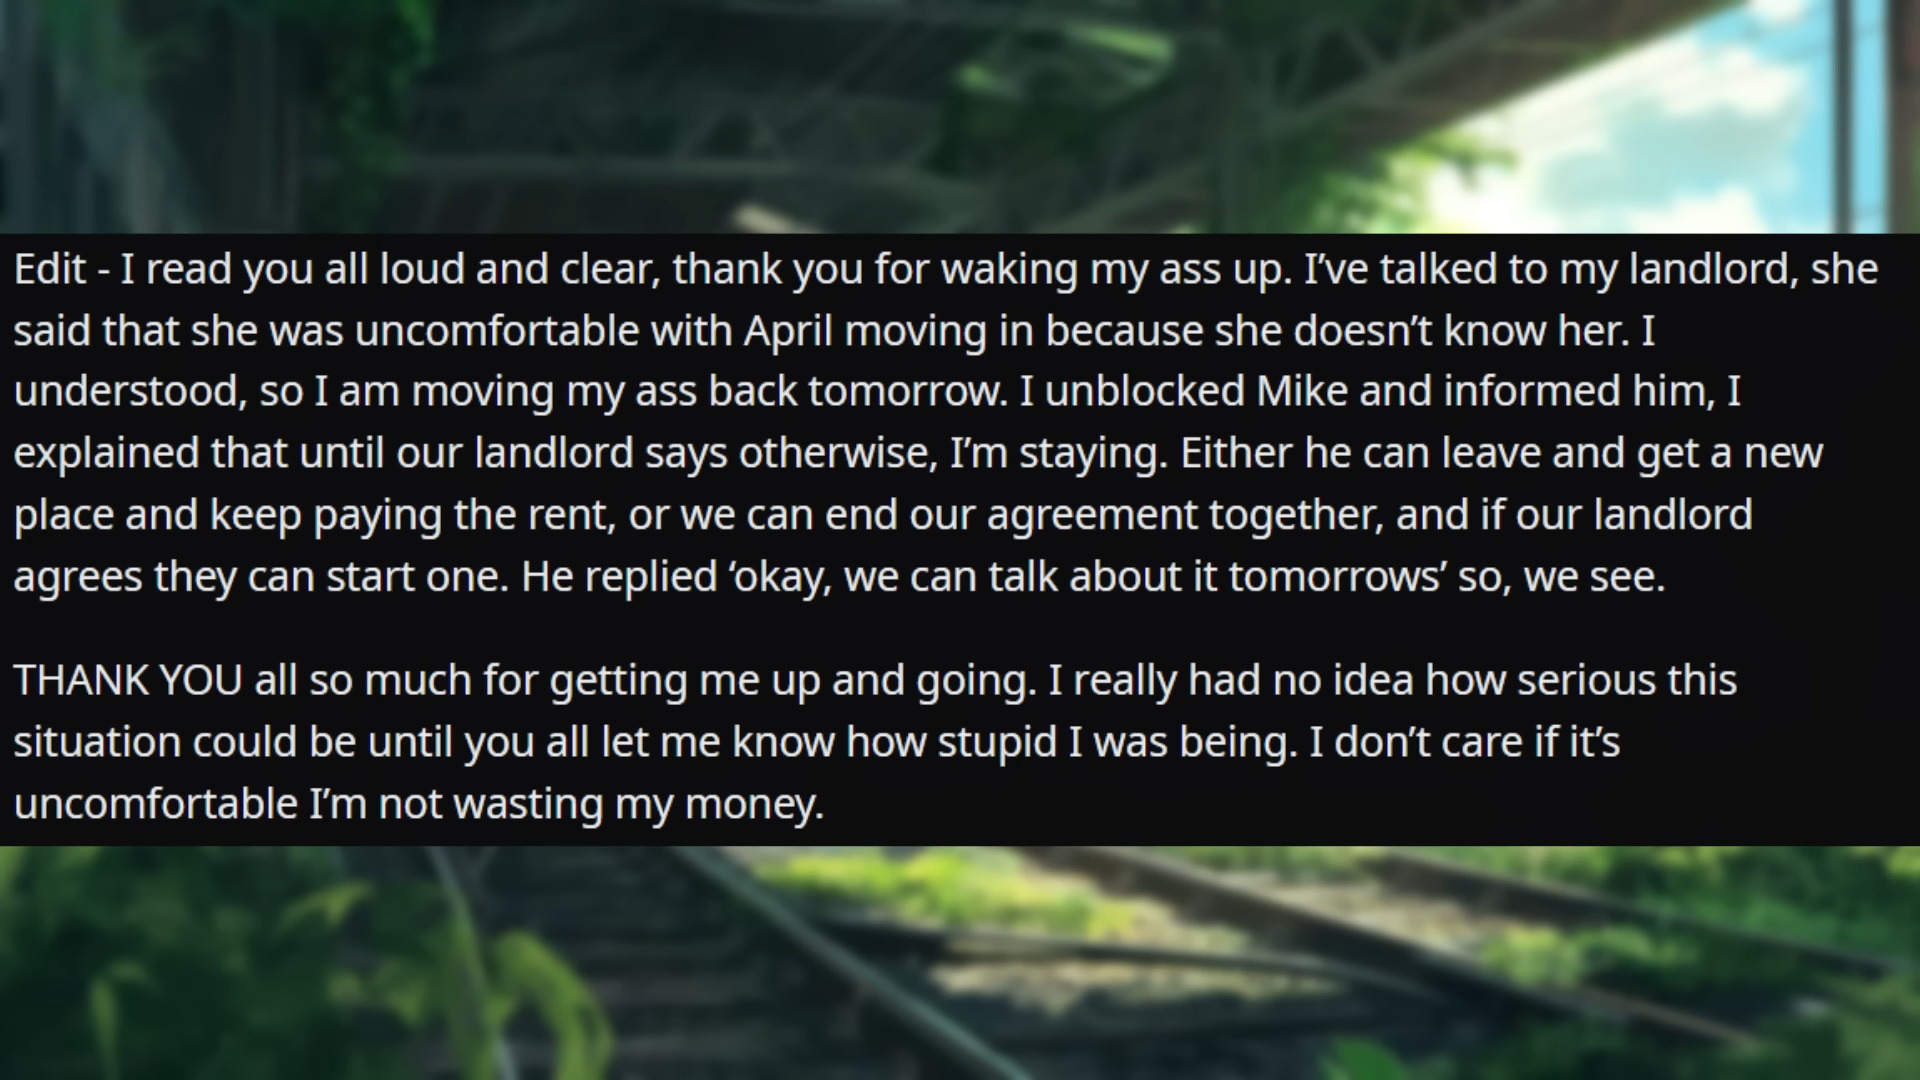 Edit - I read you all loud and clear, thank you for waking my ass up. I’ve talked to my landlord, she
said that she was uncomfortable with April moving in because she doesn’t know her. I
understood, so I am moving my ass back tomorrow. I unblocked Mike and informed him, I
explained that until our landlord says otherwise, I’m staying. Either he can leave and get a new
place and keep paying the rent, or we can end our agreement together, and if our landlord
agrees they can start one. He replied ‘okay, we can talk about it tomorrows’ so, we see.
THANK YOU all so much for getting me up and going. I really had no idea how serious this
situation could be until you all let me know how stupid I was being. I don’t care if it’s
uncomfortable I’m not wasting my money.